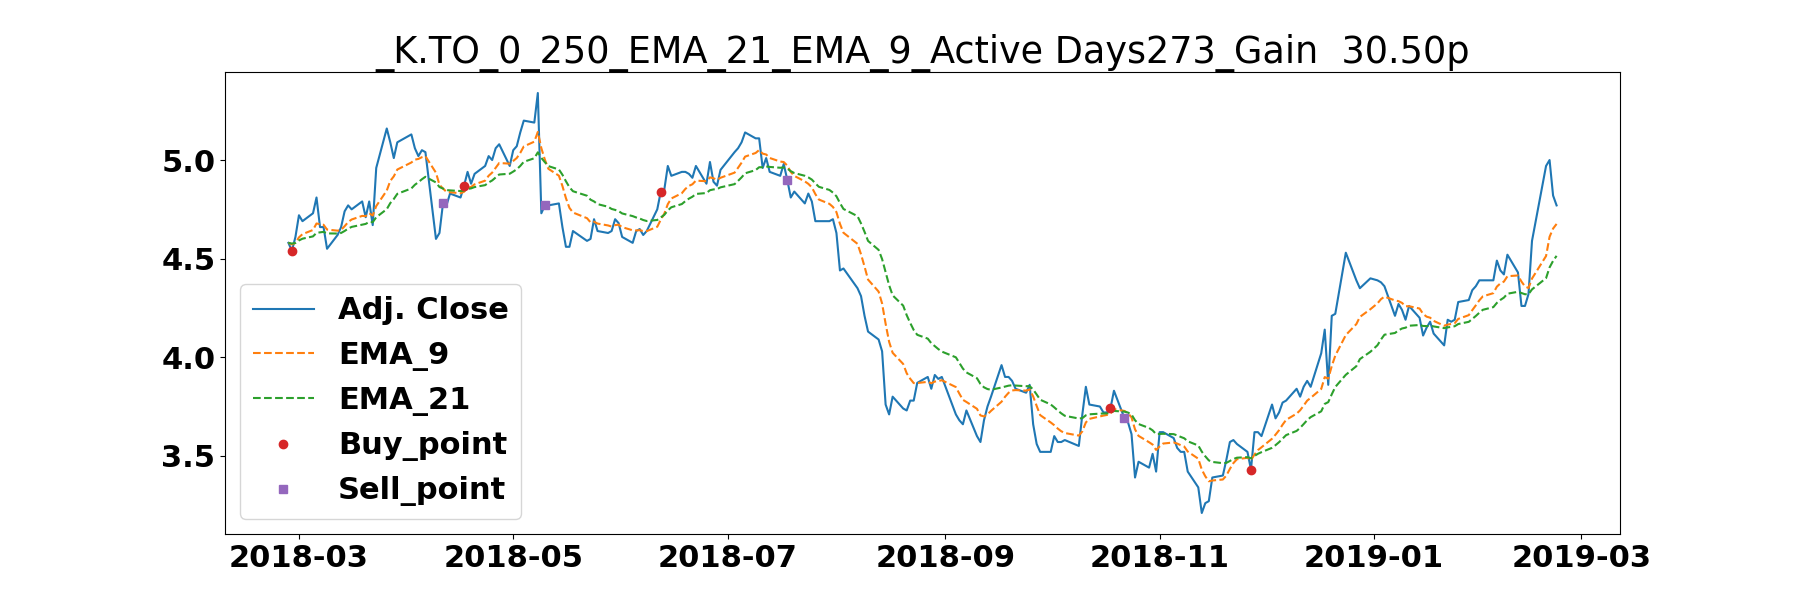 _K.TO_0_250_EMA_21_EMA_9_Active Days273_Gain  30.50p
5.0
4.5
4.0
3.5
Adj. Close
EMA_9
EMA_21
Buy_point
Sell_point
2018-03 2018-05 2018-07 2018-09 2018-11 2019-01 2019-03